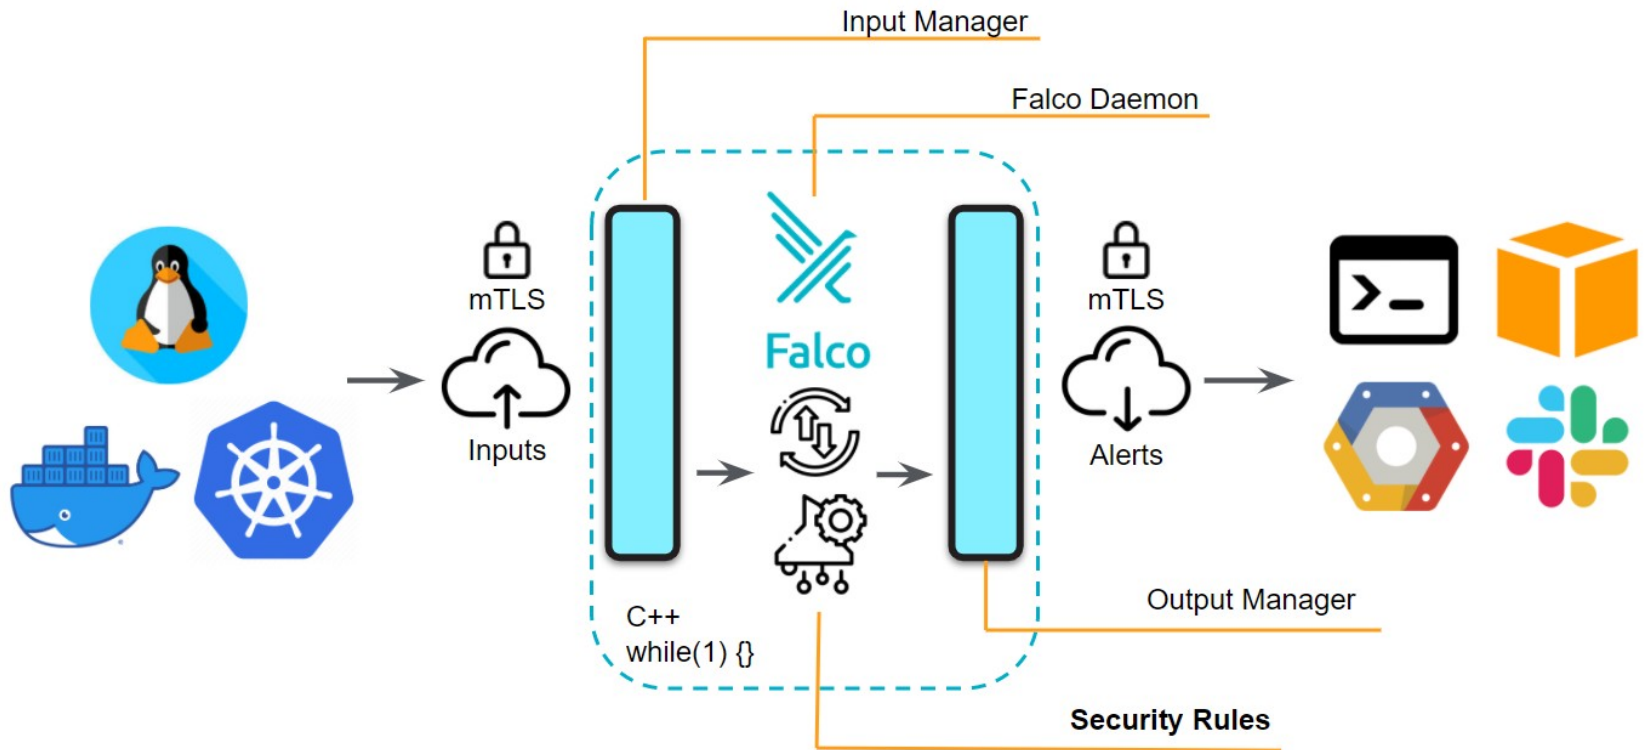 Input Manager
Falco Daemon
mTLS
Inputs
Falco
C++
while(1) {}
mTLS
Alerts
Output Manager
Security Rules